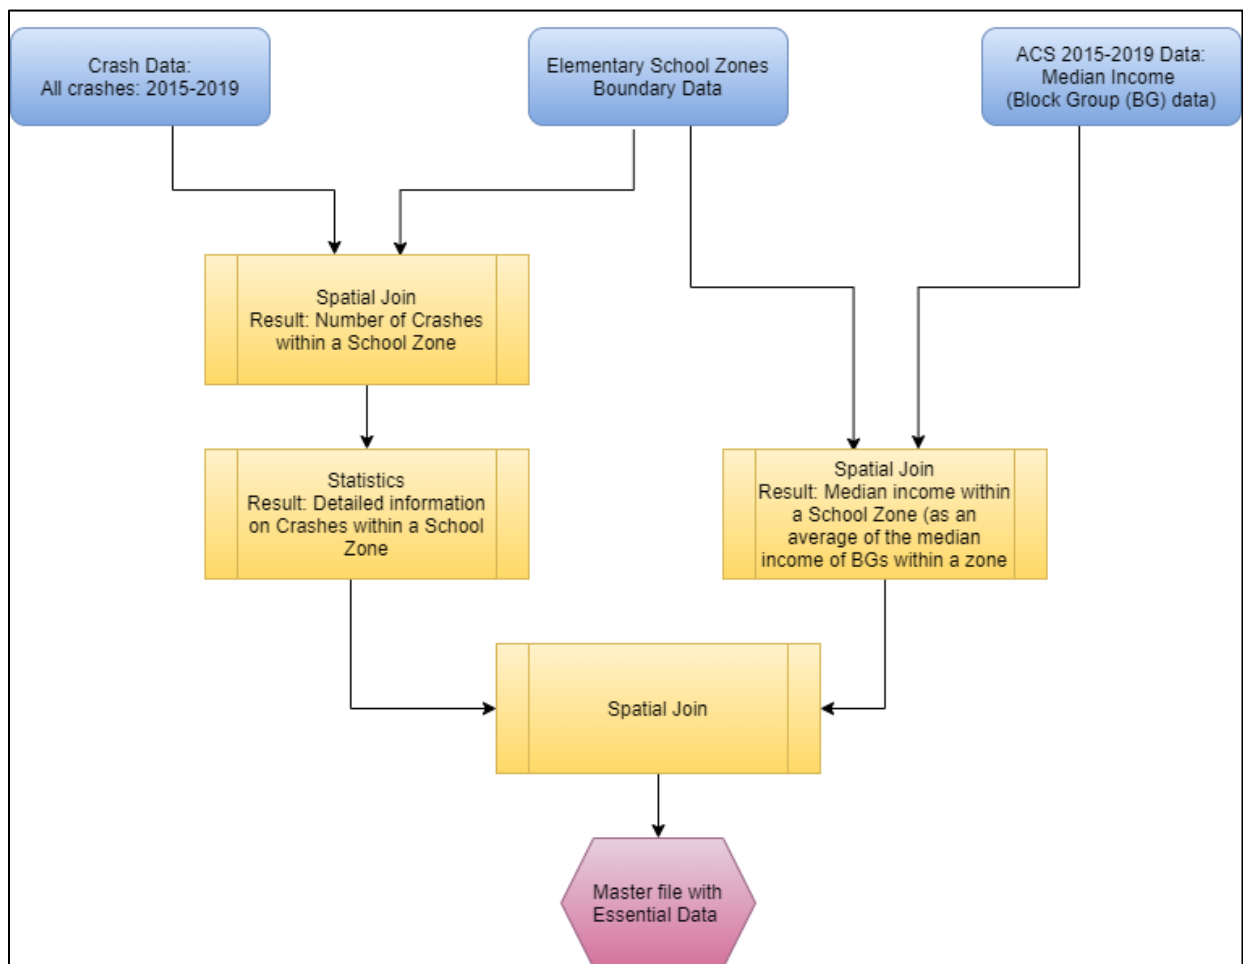 Crash Data:
All crashes: 2015-2019
Elementary School Zones
Boundary Data
ACS 2015-2019 Data:
Median Income
(Block Group (BG) data)
Spatial Join
Result: Number of Crashes
within a School Zone
Statistics
Result: Detailed information
on Crashes within a School
Zone
Spatial Join
Result: Median income within
a School Zone (as an
average of the median
income of BGs within a zone
Spatial Join
Master file with
Essential Data